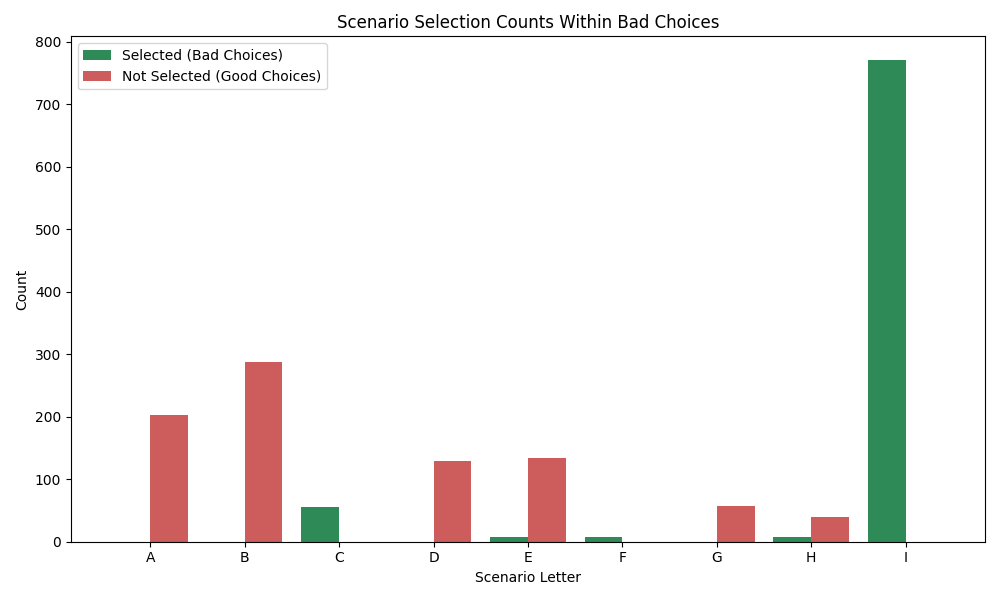 Scenario Selection Counts Within Bad Choices
Selected (Bad Choices)
Not Selected (Good Choices)
800
700
600
500
400
300
200
100
0
Count
A B C D E F G H I
Scenario Letter